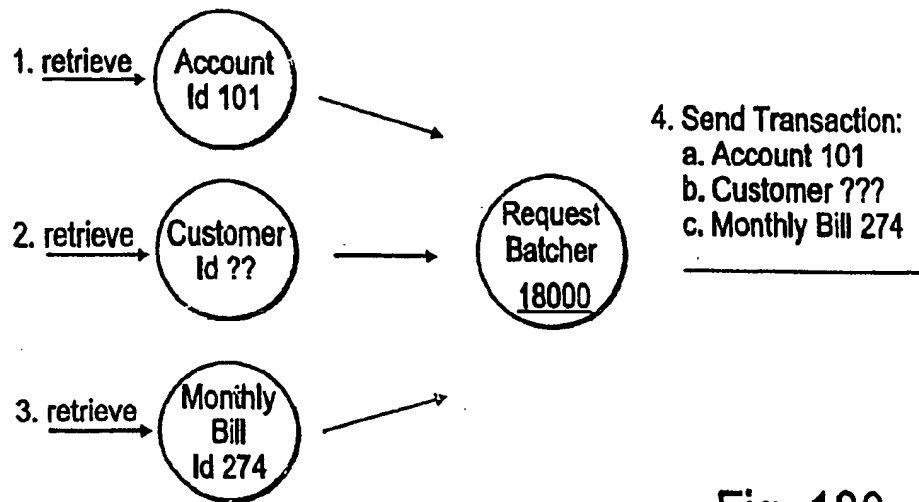 1. retrieve
Account
Id 101
2. retrieve
Customer
Id ??
3. retrieve
Monthly
Bill
Id 274
Request
Batcher
18000
4. Send Transaction:
a. Account 101
b. Customer ???
c. Monthly Bill 274